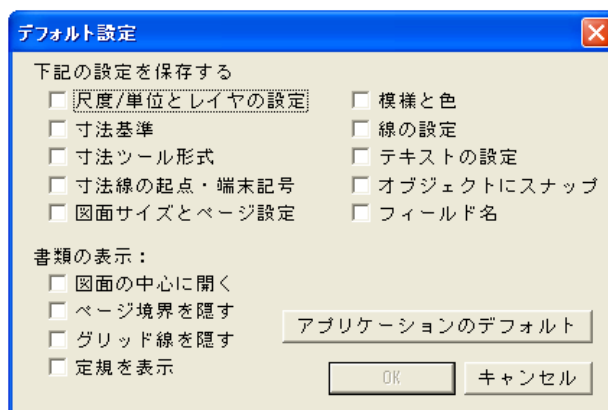 デフォルト設定
下記の設定を保存する
尺度/単位とレイヤの設定
寸法基準
寸法ツール形式
寸法線の起点・端末記号
図面サイズとページ設定
模様と色
線の設定
テキストの設定
オブジェクトにスナップ
フィールド名
書類の表示：
図面の中心に開く
ページ境界を隠す
グリッド線を隠す
定規を表示
アプリケーションのデフォルト
OK
キャンセル